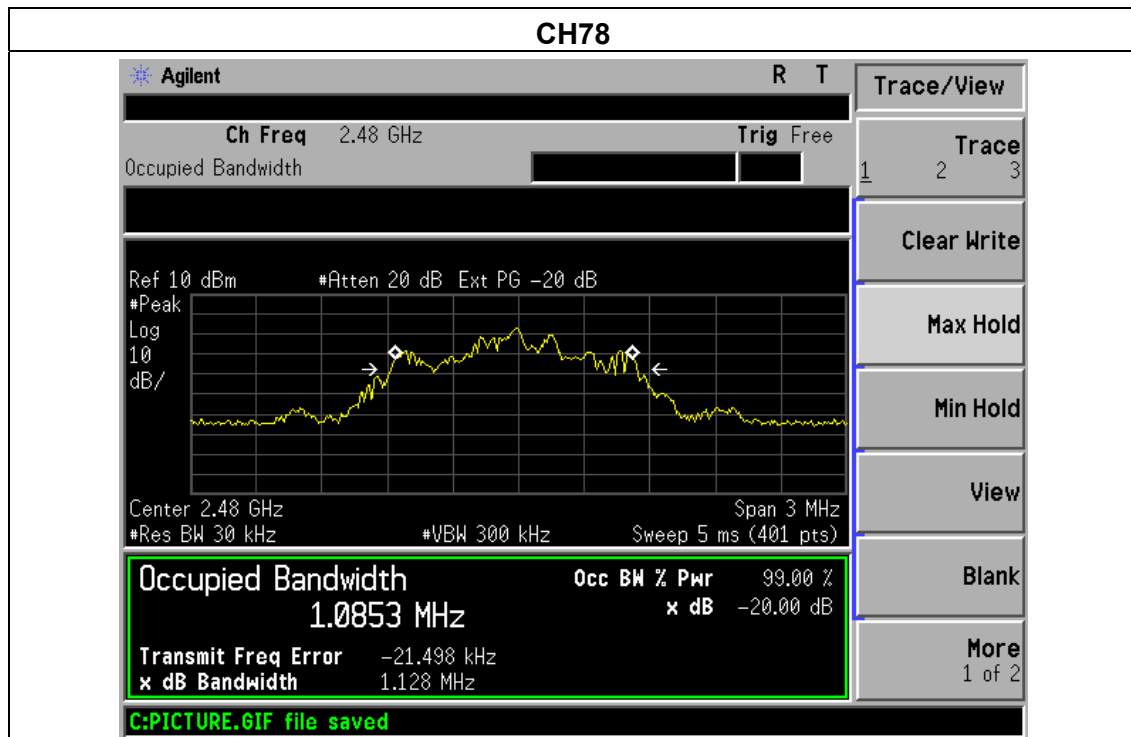 CH78
Agilent R T
Trace/View
Ch Freq 2.48 GHz Trig Free
Occupied Bandwidth
Trace
1 2 3
Clear Write
Ref 10 dBm #Atten 20 dB Ext PG -20 dB
#Peak
Log
10
dB/
Max Hold
Min Hold
View
Center 2.48 GHz Span 3 MHz
#Res BW 30 kHz #VBW 300 kHz Sweep 5 ms (401 pts)
Occupied Bandwidth Occ BW % Pwr 99.00 %
1.0853 MHz x dB -20.00 dB
Blank
Transmit Freq Error -21.498 kHz
x dB Bandwidth 1.128 MHz
More
1 of 2
C:PICTURE.GIF file saved